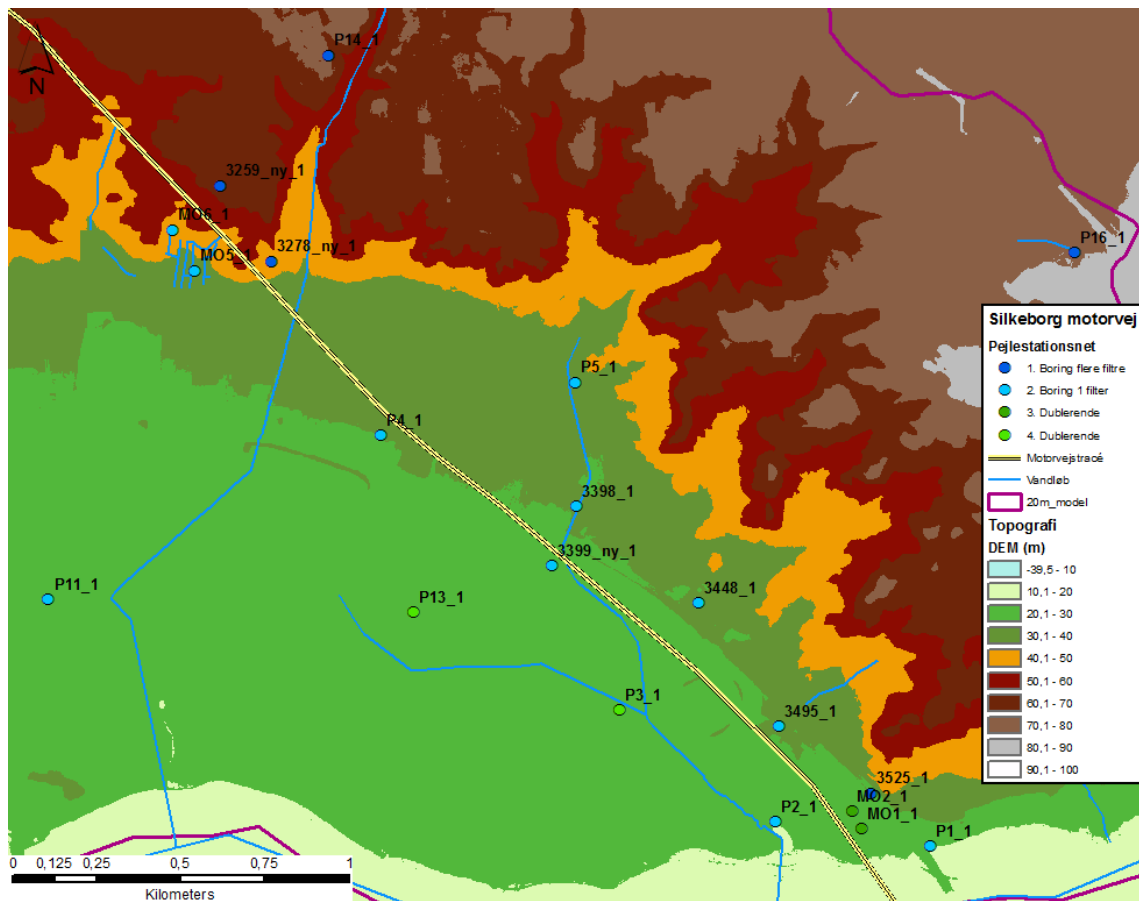 N
P14_1
3259_ny_1
MO6_1
3278_ny_1
MO5_1
P16_1
P5_1
P4_1
3398_1
3399_ny_1
P11_1
P13_1
3448_1
P3_1
3495_1
3525_1
MO2_1
P2_1
MO1_1
P1_1
Silkeborg motorvej
Pejlestationsnet
1. Boring flere filtre
2. Boring 1 filter
3. Dublerende
4. Dublerende
Motorvejstracé
Vandløb
20m_model
Topografi
DEM (m)
-39,5 - 10
10,1 - 20
20,1 - 30
30,1 - 40
40,1 - 50
50,1 - 60
60,1 - 70
70,1 - 80
80,1 - 90
90,1 - 100
0 0,125 0,25 0,5 0,75 1
Kilometers